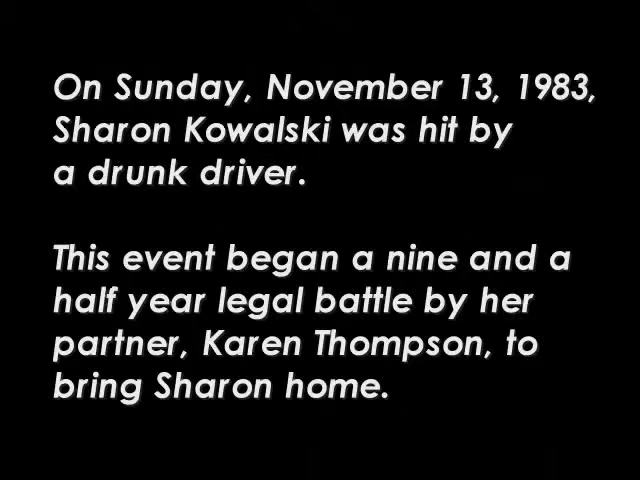 On Sunday, November 13, 1983,
Sharon Kowalski was hit by
a drunk driver.
This event began a nine and a
half year legal battle by her
partner, Karen Thompson, to
bring Sharon home.